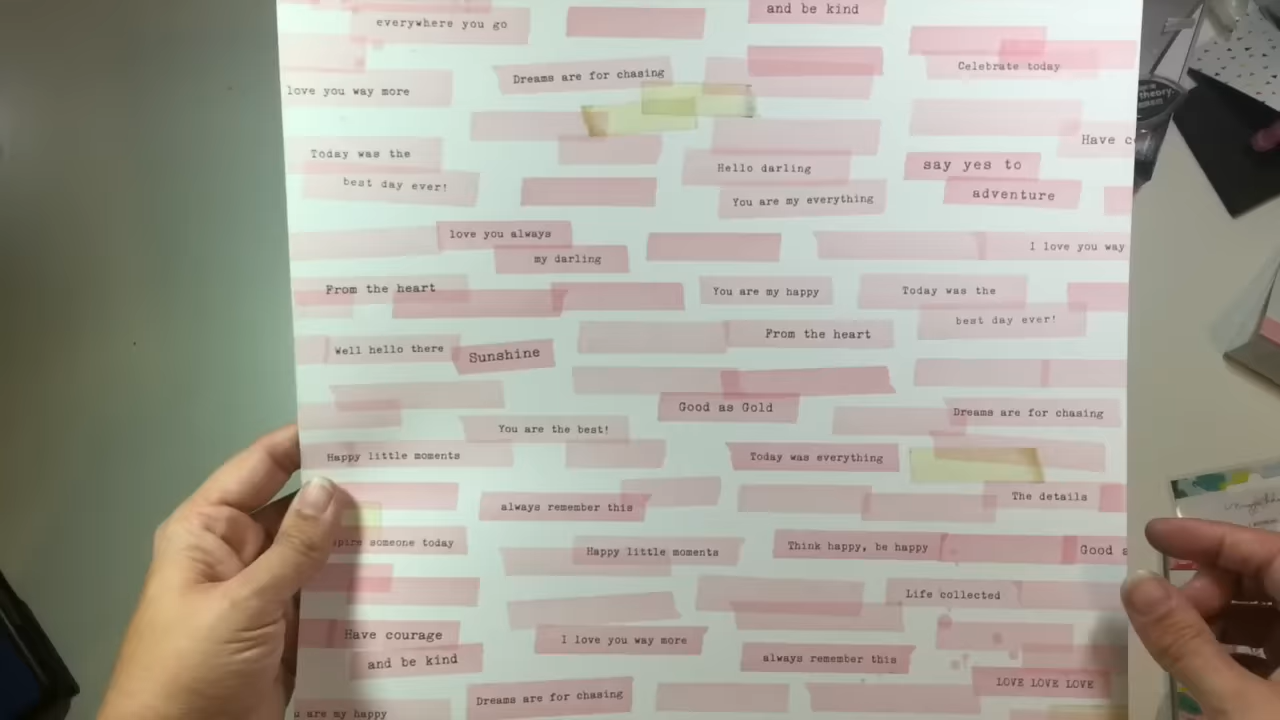 and be kind
everywhere you go
Celebrate today
Dreams are for chasing
love you way more
theory.
Have c
Today was the
best day ever!
Hello darling
say yes to
adventure
You are my everything
love you always
my darling
I love you way
From the heart
You are my happy
Today was the
best day ever!
From the heart
Well hello there
Sunshine
Good as Gold
Dreams are for chasing
You are the best!
Happy little moments
Today was everything
The details
always remember this
pire someone today
Happy little moments
Think happy, be happy
Good a
Life collected
Have courage
and be kind
I love you way more
always remember this
LOVE LOVE LOVE
Dreams are for chasing
u are my happy